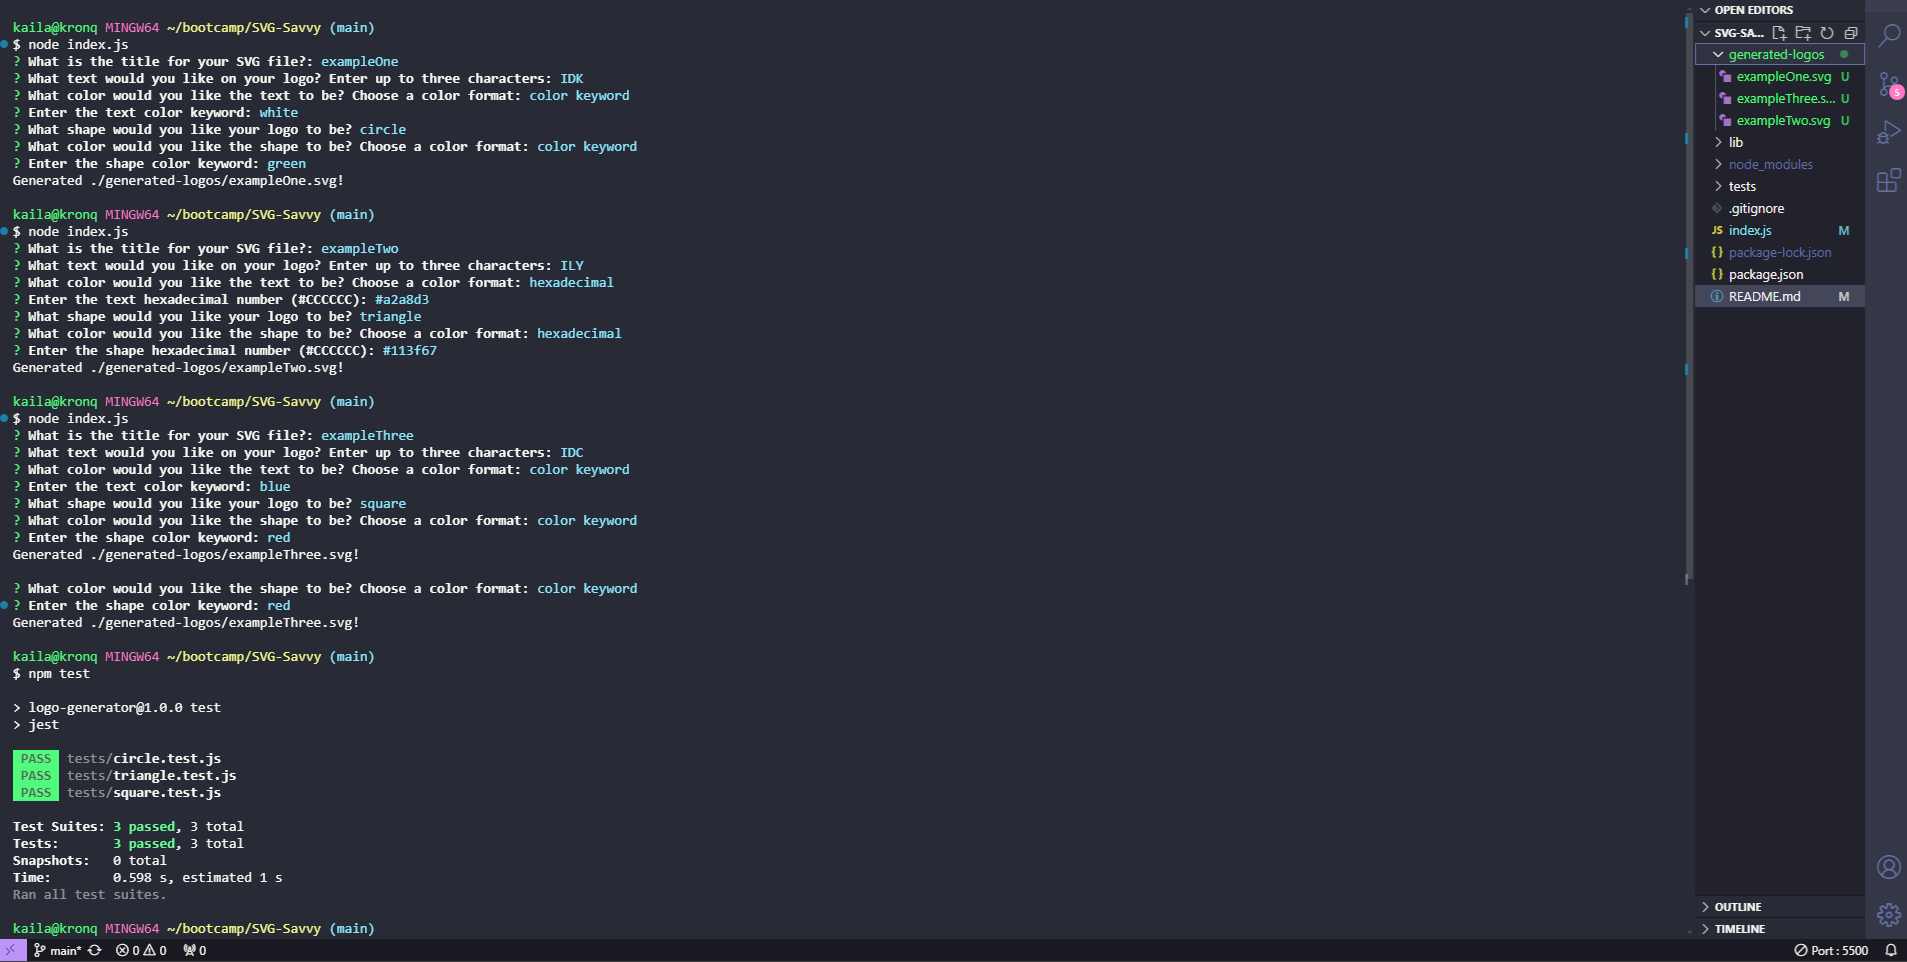 kaila@kronq MINGW64 ~/bootcamp/SVG-Savvy (main)
$ node index.js
? What is the title for your SVG file?: exampleOne
? What text would you like on your logo? Enter up to three characters: IDK
? What color would you like the text to be? Choose a color format: color keyword
? Enter the text color keyword: white
? What shape would you like your logo to be? circle
? What color would you like the shape to be? Choose a color format: color keyword
? Enter the shape color keyword: green
Generated ./generated-logos/exampleOne.svg!
kaila@kronq MINGW64 ~/bootcamp/SVG-Savvy (main)
$ node index.js
? What is the title for your SVG file?: exampleTwo
? What text would you like on your logo? Enter up to three characters: ILY
? What color would you like the text to be? Choose a color format: hexadecimal
? Enter the text hexadecimal number (#CCCCCC): #a2a8d3
? What shape would you like your logo to be? triangle
? What color would you like the shape to be? Choose a color format: hexadecimal
? Enter the shape hexadecimal number (#CCCCCC): #113f67
Generated ./generated-logos/exampleTwo.svg!
kaila@kronq MINGW64 ~/bootcamp/SVG-Savvy (main)
$ node index.js
? What is the title for your SVG file?: exampleThree
? What text would you like on your logo? Enter up to three characters: IDC
? What color would you like the text to be? Choose a color format: color keyword
? Enter the text color keyword: blue
? What shape would you like your logo to be? square
? What color would you like the shape to be? Choose a color format: color keyword
? Enter the shape color keyword: red
Generated ./generated-logos/exampleThree.svg!
? What color would you like the shape to be? Choose a color format: color keyword
? Enter the shape color keyword: red
Generated ./generated-logos/exampleThree.svg!
kaila@kronq MINGW64 ~/bootcamp/SVG-Savvy (main)
$ npm test
> logo-generator@1.0.0 test
> jest
PASS tests/circle.test.js
PASS tests/triangle.test.js
PASS tests/square.test.js
Test Suites: 3 passed, 3 total
Tests: 3 passed, 3 total
Snapshots: 0 total
Time: 0.598 s, estimated 1 s
Ran all test suites.
kaila@kronq MINGW64 ~/bootcamp/SVG-Savvy (main)
OPEN EDITORS
SVG-SA...
generated-logos
exampleOne.svg U
exampleThree.s... U
exampleTwo.svg U
lib
node_modules
tests
.gitignore
JS index.js M
{} package-lock.json
{} package.json
README.md M
OUTLINE
TIMELINE
5
main* 0 0 0
Port : 5500